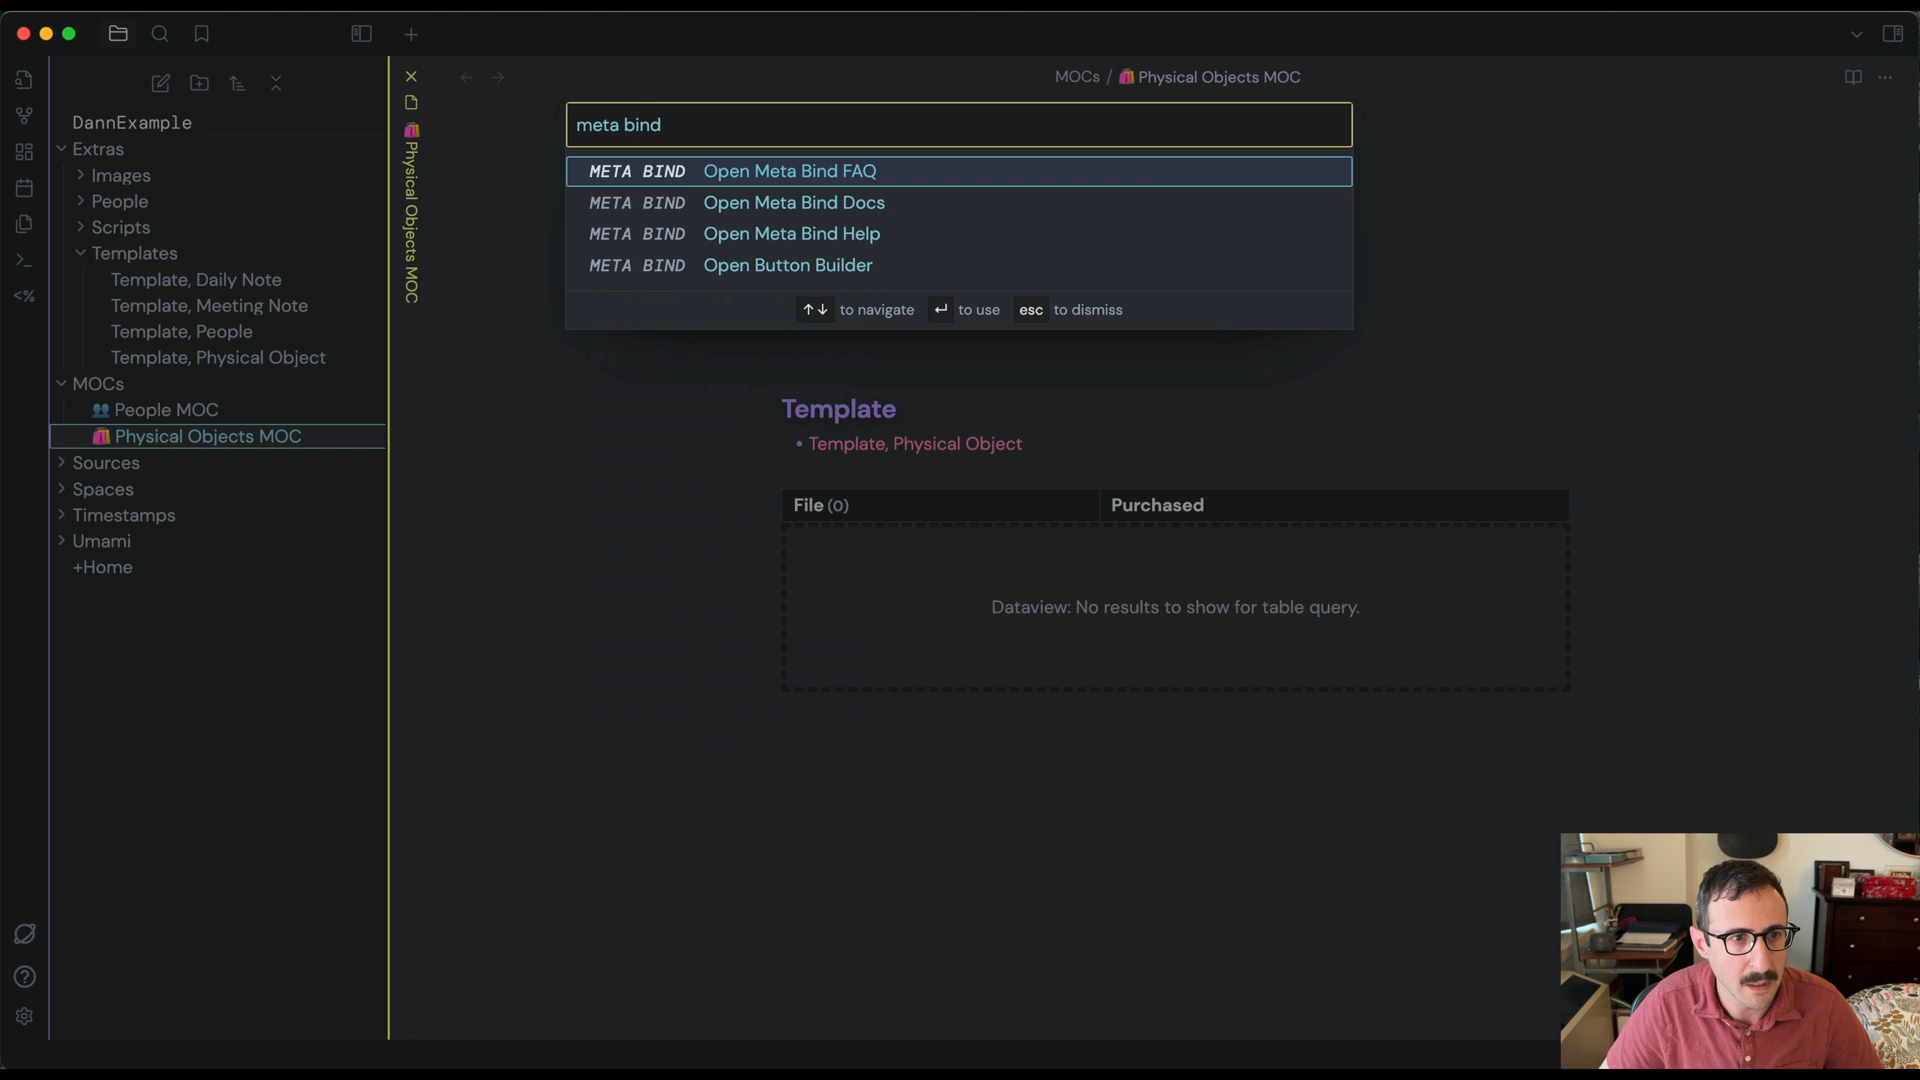 DannExample
Extras
Images
People
Scripts
Templates
Template, Daily Note
Template, Meeting Note
Template, People
Template, Physical Object
MOCs
People MOC
Physical Objects MOC
Sources
Spaces
Timestamps
Umami
+Home
Physical Objects MOC
MOCs / Physical Objects MOC
meta bind
META BIND Open Meta Bind FAQ
META BIND Open Meta Bind Docs
META BIND Open Meta Bind Help
META BIND Open Button Builder
↑↓ to navigate ↵ to use esc to dismiss
Template
• Template, Physical Object
File (0) Purchased
Dataview: No results to show for table query.